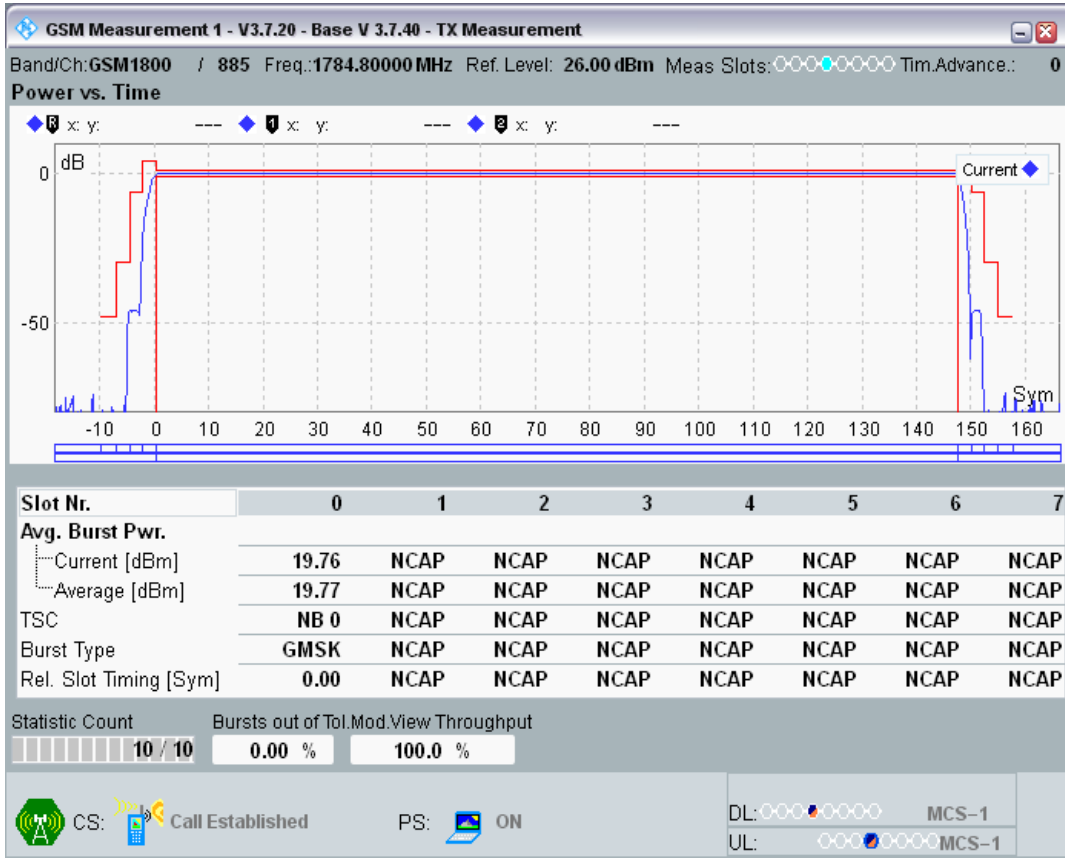 GSM Measurement 1 - V3.7.20 - Base V 3.7.40 - TX Measurement
Band/Ch:GSM1800 / 885 Freq.:1784.80000 MHz Ref. Level: 26.00 dBm Meas Slots: Tim.Advance.: 0
Power vs. Time
R x: y: --- 1 x: y: --- 2 x: y: ---
dB
Current
0
-50
Sym
-10 0 10 20 30 40 50 60 70 80 90 100 110 120 130 140 150 160
Slot Nr. 0 1 2 3 4 5 6 7
Avg. Burst Pwr.
Current [dBm] 19.76 NCAP NCAP NCAP NCAP NCAP NCAP NCAP
Average [dBm] 19.77 NCAP NCAP NCAP NCAP NCAP NCAP NCAP
TSC NB 0 NCAP NCAP NCAP NCAP NCAP NCAP NCAP
Burst Type GMSK NCAP NCAP NCAP NCAP NCAP NCAP NCAP
Rel. Slot Timing [Sym] 0.00 NCAP NCAP NCAP NCAP NCAP NCAP NCAP
Statistic Count Bursts out of Tol. Mod.View Throughput
10 / 10 0.00 % 100.0 %
CS: Call Established PS: ON
DL: MCS-1
UL: MCS-1